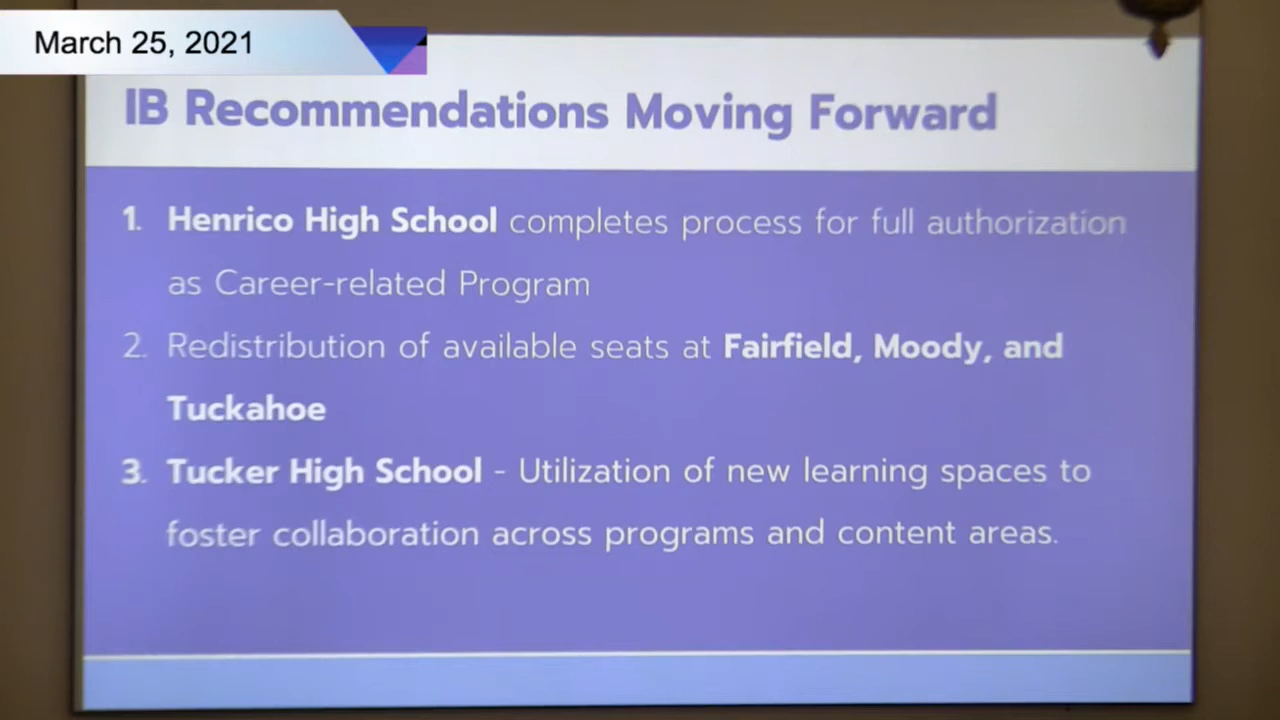 March 25, 2021
IB Recommendations Moving Forward
1. Henrico High School completes process for full authorization
as Career-related Program
2. Redistribution of available seats at Fairfield, Moody, and
Tuckahoe
3. Tucker High School - Utilization of new learning spaces to
foster collaboration across programs and content areas.